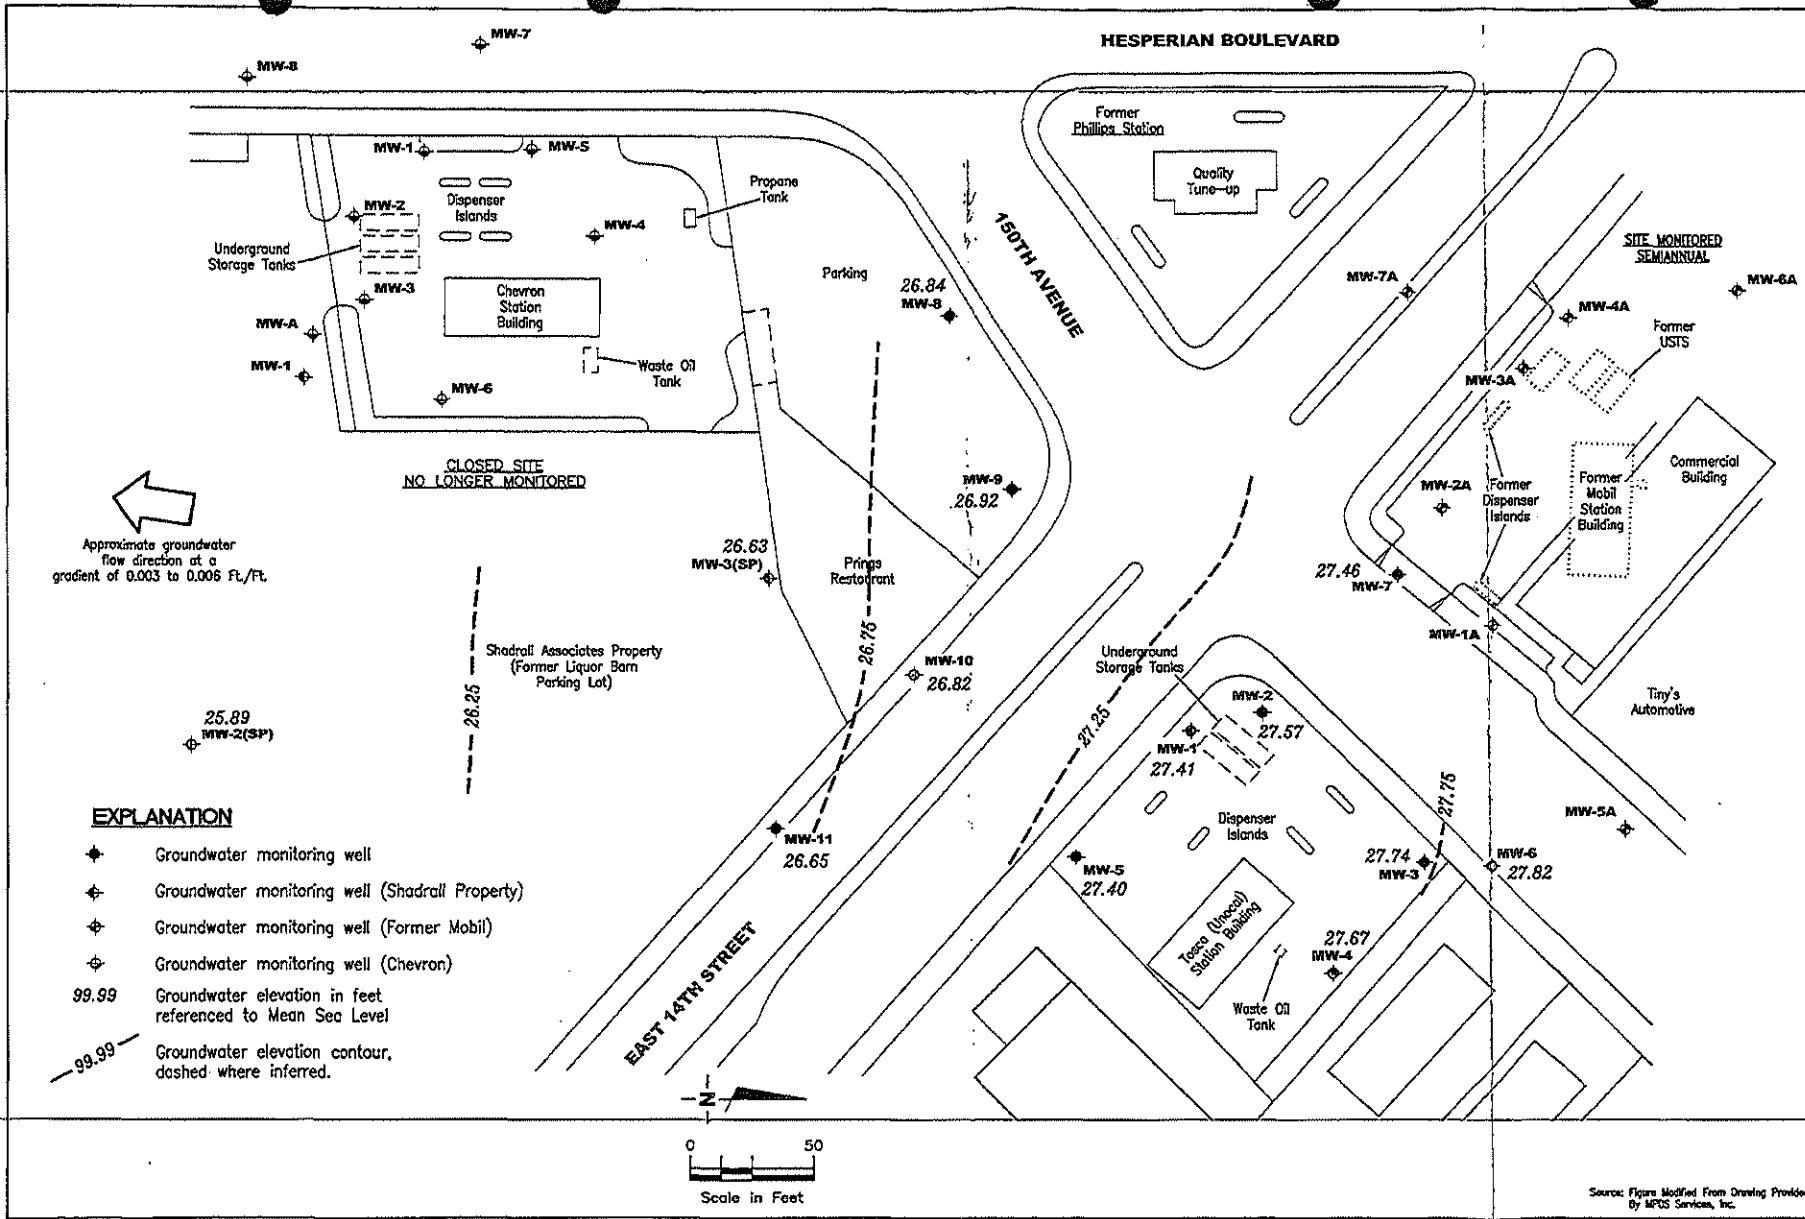 MW-7
MW-8
HESPERIAN BOULEVARD
Former
Phillips Station
Quality
Tune-up
MW-1
MW-5
Propane
Tank
Dispenser
Islands
MW-2
MW-4
Underground
Storage Tanks
MW-3
Chevron
Station
Building
MW-A
MW-1
Waste Oil
Tank
MW-6
Parking
26.84
MW-8
150TH AVENUE
SITE MONITORED
SEMIANNUAL
MW-7A
MW-6A
MW-4A
Former
USTS
MW-3A
CLOSED SITE
NO LONGER MONITORED
MW-9
26.92
MW-2A
Former
Dispenser
Islands
Former
Mobil
Station
Building
Commercial
Building
Approximate groundwater
flow direction at a
gradient of 0.003 to 0.006 Ft./Ft.
26.63
MW-3(SP)
Prings
Restaurant
27.46
MW-7
MW-1A
26.75
26.25
Shadrall Associates Property
(Former Liquor Barn
Parking Lot)
MW-10
26.82
Underground
Storage Tanks
MW-2
27.57
27.25
MW-1
27.41
Tiny's
Automotive
25.89
MW-2(SP)
27.75
MW-5A
MW-11
26.65
Dispenser
Islands
MW-5
27.40
27.74
MW-3
MW-6
27.82
Tosco (Unocal)
Station Building
27.67
MW-4
Waste Oil
Tank
EAST 14TH STREET
EXPLANATION
Groundwater monitoring well
Groundwater monitoring well (Shadrall Property)
Groundwater monitoring well (Former Mobil)
Groundwater monitoring well (Chevron)
99.99 Groundwater elevation in feet
referenced to Mean Sea Level
99.99 Groundwater elevation contour,
dashed where inferred.
N
0 50
Scale in Feet
Source: Figure Modified From Drawing Provided
By MPDS Services, Inc.